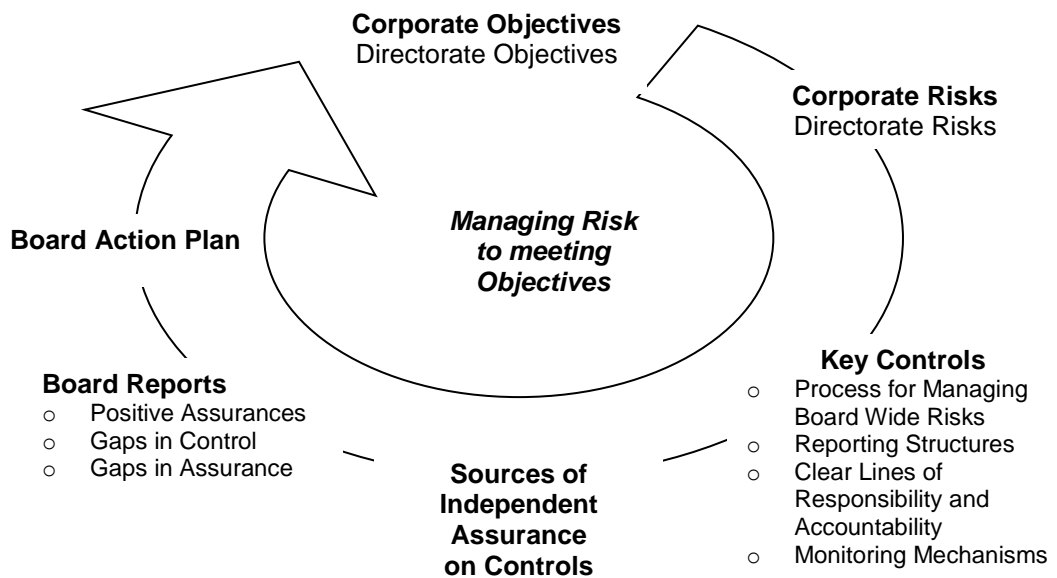 Corporate Objectives
Directorate Objectives
Corporate Risks
Directorate Risks
Managing Risk
to meeting
Objectives
Board Action Plan
Key Controls
o Process for Managing
Board Wide Risks
o Reporting Structures
o Clear Lines of
Responsibility and
Accountability
o Monitoring Mechanisms
Board Reports
o Positive Assurances
o Gaps in Control
o Gaps in Assurance
Sources of
Independent
Assurance
on Controls